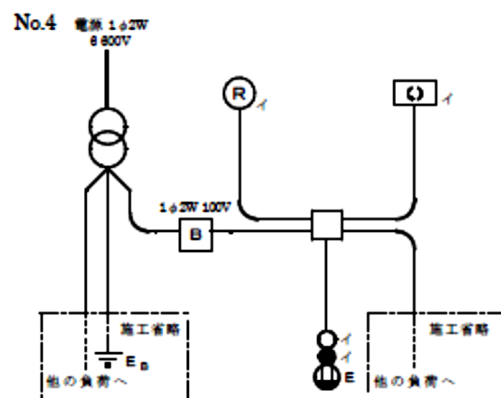 No.4 電源 1φ2W
6600V
R
イ
( )
イ
1φ2W 100V
B
施工省略
E_B
他の負荷へ
イ
イ
E
施工省略
他の負荷へ